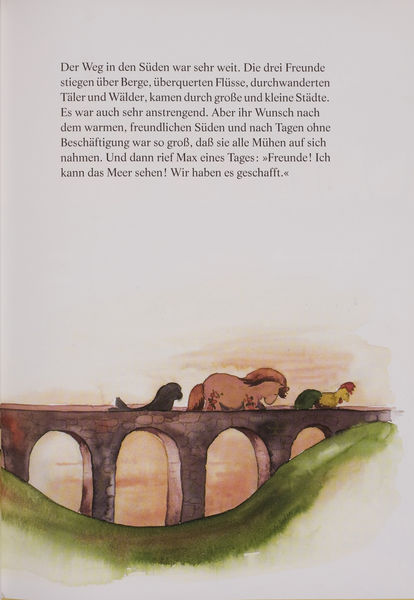 Der Weg in den Süden war sehr weit. Die drei Freunde
stiegen über Berge, überquerten Flüsse, durchwanderten
Täler und Wälder, kamen durch große und kleine Städte.
Es war auch sehr anstrengend. Aber ihr Wunsch nach
dem warmen, freundlichen Süden und nach Tagen ohne
Beschäftigung war so groß, daß sie alle Mühen auf sich
nahmen. Und dann rief Max eines Tages: »Freunde! Ich
kann das Meer sehen! Wir haben es geschafft.«